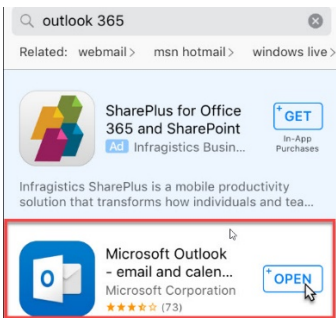 outlook 365
Related: webmail > msn hotmail > windows live >
SharePlus for Office
365 and SharePoint
Ad Infragistics Busin...
+GET
In-App
Purchases
Infragistics SharePlus is a mobile productivity
solution that transforms how individuals and tea...
Microsoft Outlook
- email and calen...
Microsoft Corporation
★★★⯪☆ (73)
+OPEN
O